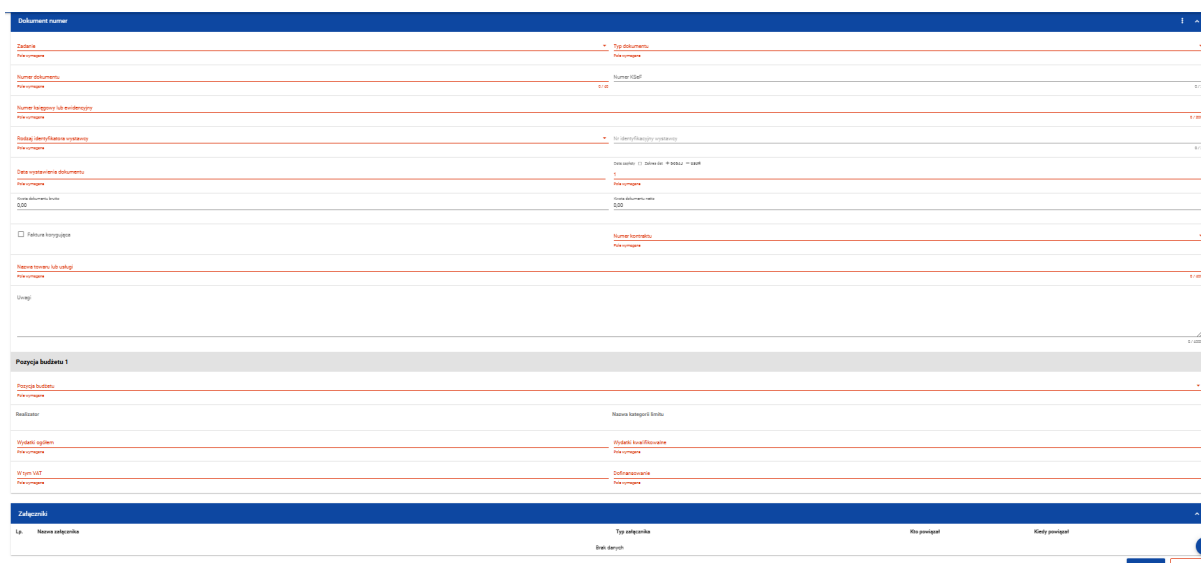 Dokument numer
Zadanie
Pole wymagane
Typ dokumentu
Pole wymagane
Numer dokumentu
Pole wymagane
Numer KSeF
Numer księgowy lub ewidencyjny
Pole wymagane
Rodzaj identyfikatora wystawcy
Pole wymagane
Nr identyfikacyjny wystawcy
Data wystawienia dokumentu
Pole wymagane
Pole wymagane
Kwota dokumentu brutto
0,00
Kwota dokumentu netto
0,00
Faktura korygująca
Numer kontraktu
Pole wymagane
Nazwa towaru lub usługi
Pole wymagane
Uwagi
Pozycja budżetu 1
Pozycja budżetu
Pole wymagane
Realizator
Nazwa kategorii limitu
Wydatki ogółem
Pole wymagane
Wydatki kwalifikowalne
Pole wymagane
W tym VAT
Pole wymagane
Dofinansowanie
Pole wymagane
Załączniki
Lp. Nazwa załącznika Typ załącznika Kto powiązał Kiedy powiązał
Brak danych